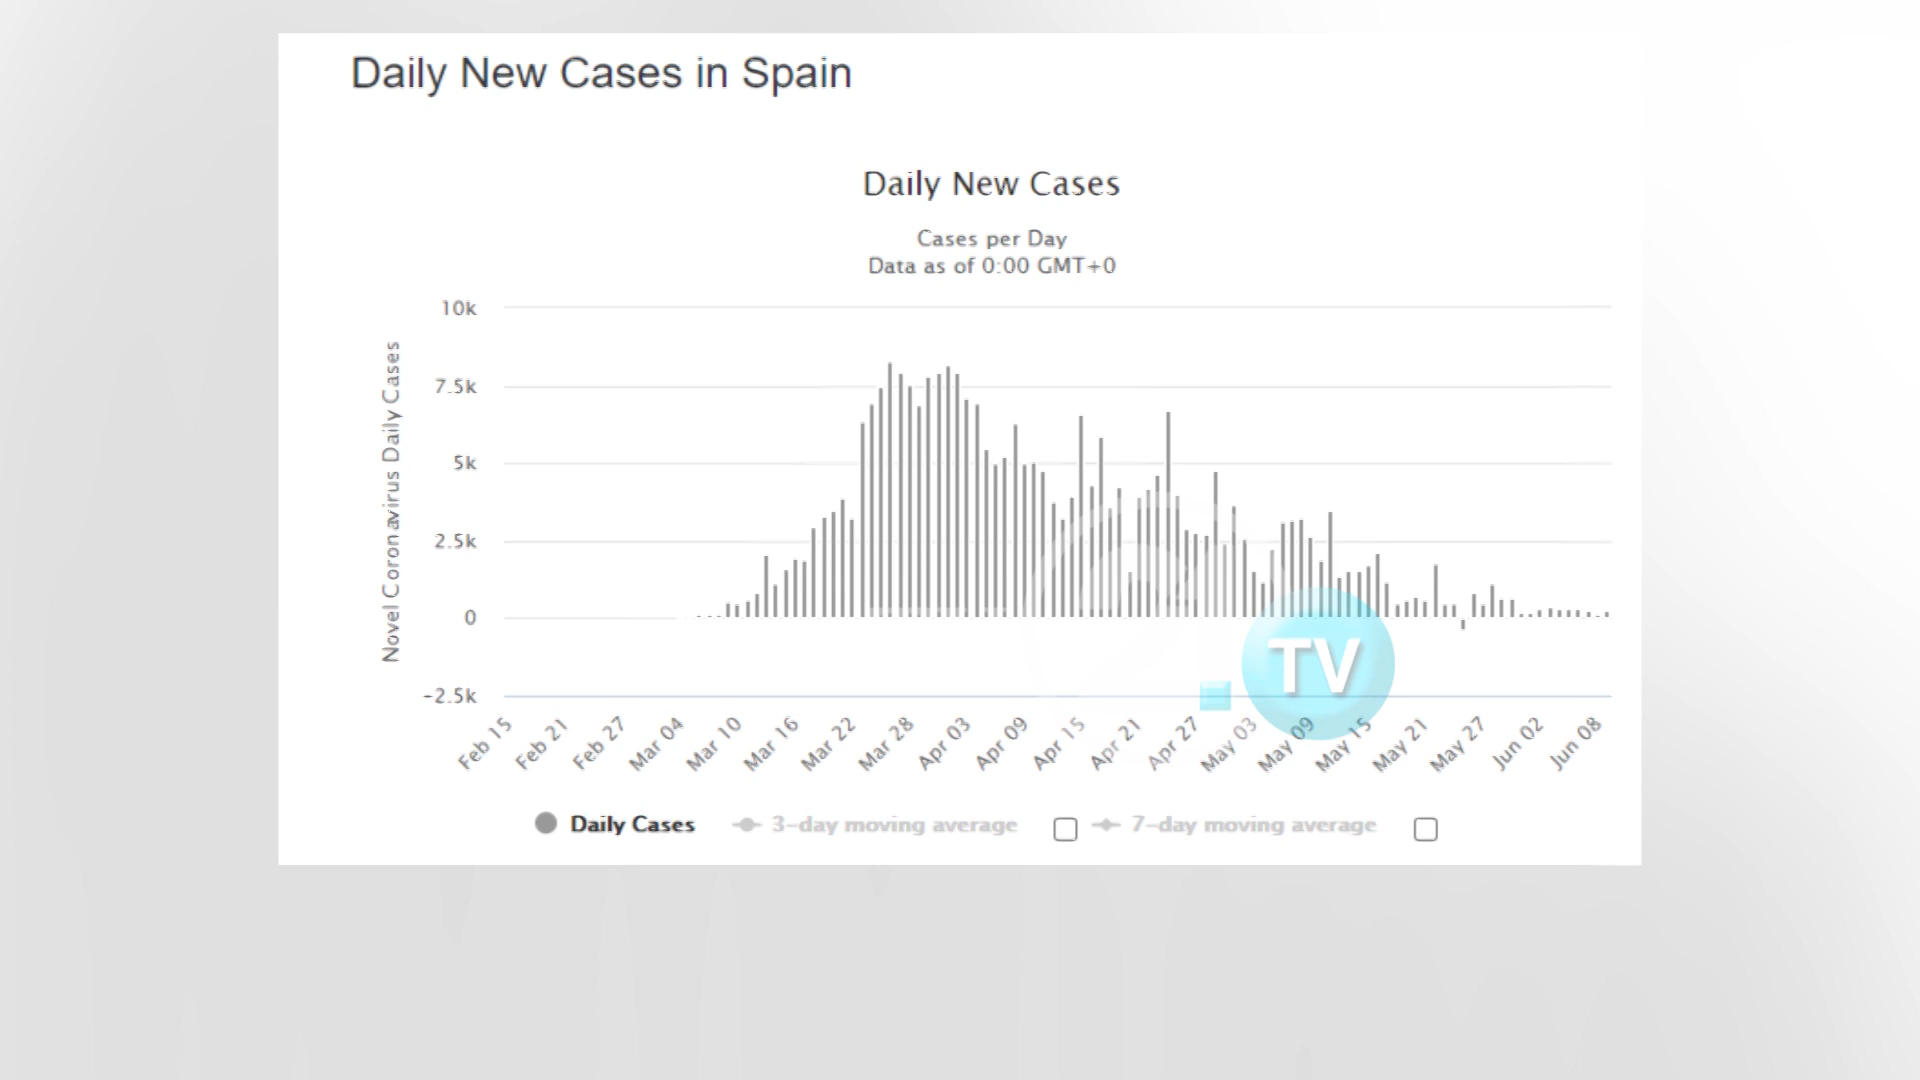 Daily New Cases in Spain
Daily New Cases
Cases per Day
Data as of 0:00 GMT+0
Novel Coronavirus Daily Cases
10k
7.5k
5k
2.5k
0
-2.5k
Feb 15
Feb 21
Feb 27
Mar 04
Mar 10
Mar 16
Mar 22
Mar 28
Apr 03
Apr 09
Apr 15
Apr 21
Apr 27
May 03
May 09
May 15
May 21
May 27
Jun 02
Jun 08
TV
Daily Cases 3-day moving average 7-day moving average